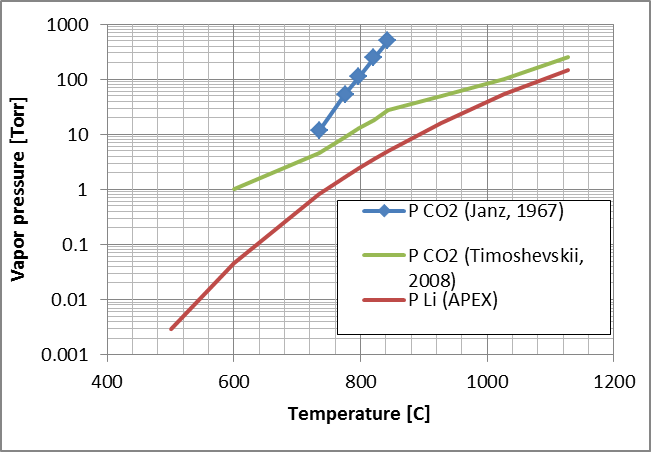 Vapor pressure [Torr]
1000
100
10
1
0.1
0.01
0.001
P CO2 (Janz, 1967)
P CO2 (Timoshevskii,
2008)
P Li (APEX)
400 600 800 1000 1200
Temperature [C]